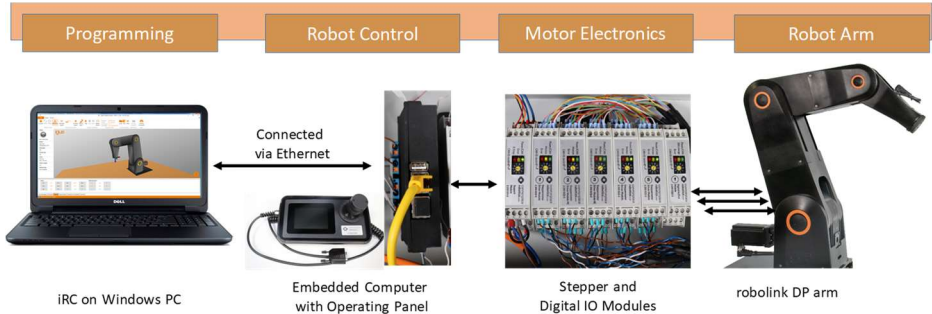 Programming
Robot Control
Motor Electronics
Robot Arm
Connected
via Ethernet
DELL
iRC on Windows PC
Embedded Computer
with Operating Panel
Stepper and
Digital IO Modules
robolink DP arm